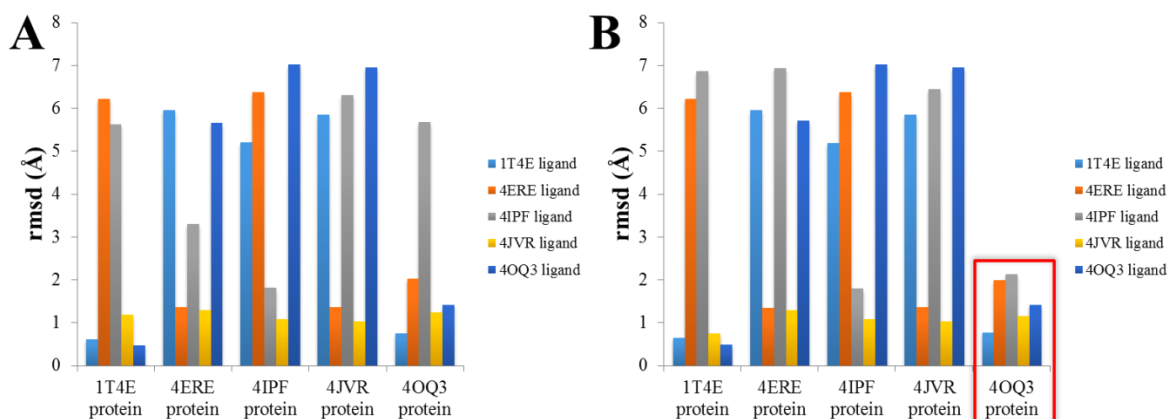 A
8
7
6
5
4
3
2
1
0
rmsd (Å)
1T4E protein
4ERE protein
4IPF protein
4JVR protein
4OQ3 protein
1T4E ligand
4ERE ligand
4IPF ligand
4JVR ligand
4OQ3 ligand
B
8
7
6
5
4
3
2
1
0
rmsd (Å)
1T4E protein
4ERE protein
4IPF protein
4JVR protein
4OQ3 protein
1T4E ligand
4ERE ligand
4IPF ligand
4JVR ligand
4OQ3 ligand